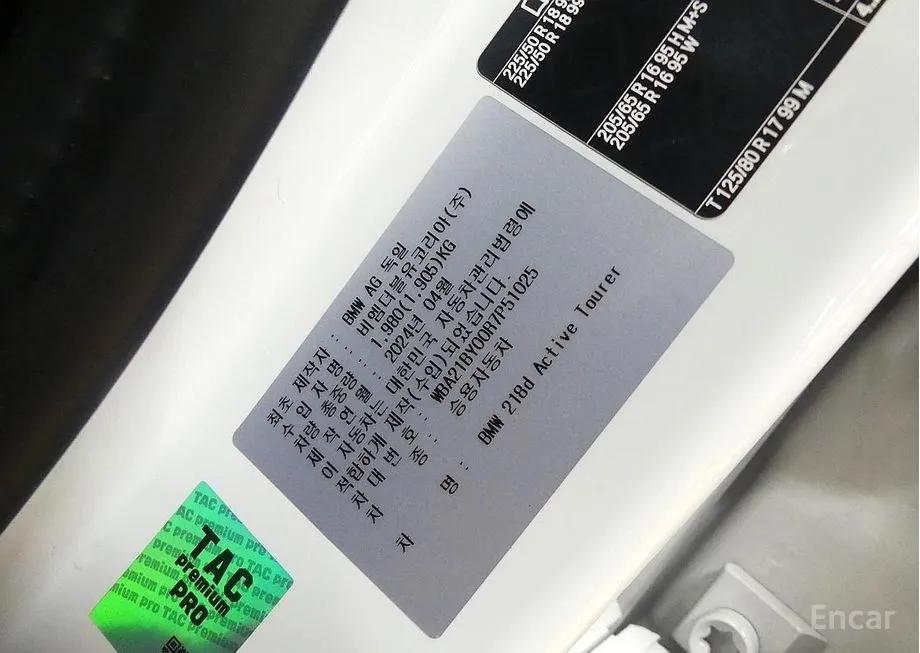 225/50 R 18 9
225/50 R 18 99
205/65 R 16 95 H M+S
205/65 R 16 95 W
T 125/80 R 17 99 M
최초 제작자 : BMW AG 독일
수 입 자 명 : 비엠더블유코리아(주)
차량 총중량 : 1,980(1,905)KG
제 작 연 월 : 2024년 04월
이 자동차는 대한민국 자동차관리법령에
적합하게 제작(수입)되었습니다.
차 대 번 호 : WBA21BY00R7P51025
차 종 : 승용자동차
차 명 : BMW 218d Active Tourer
TAC
premium
PRO
Encar